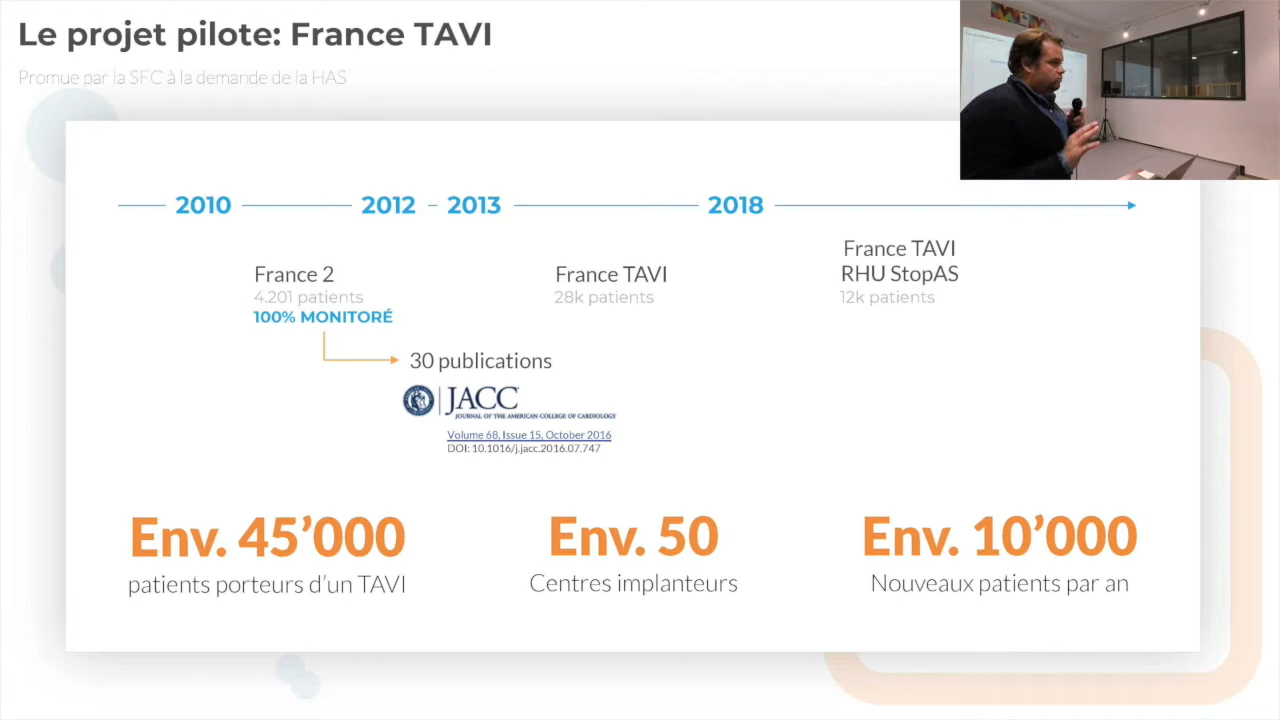 Le projet pilote: France TAVI
Promue par la SFC à la demande de la HAS
2010
2012 - 2013
2018
France 2
4.201 patients
100% MONITORÉ
France TAVI
28k patients
France TAVI
RHU StopAS
12k patients
30 publications
JACC
JOURNAL OF THE AMERICAN COLLEGE OF CARDIOLOGY
Volume 68, Issue 15, October 2016
DOI: 10.1016/j.jacc.2016.07.747
Env. 45’000
patients porteurs d’un TAVI
Env. 50
Centres implanteurs
Env. 10’000
Nouveaux patients par an